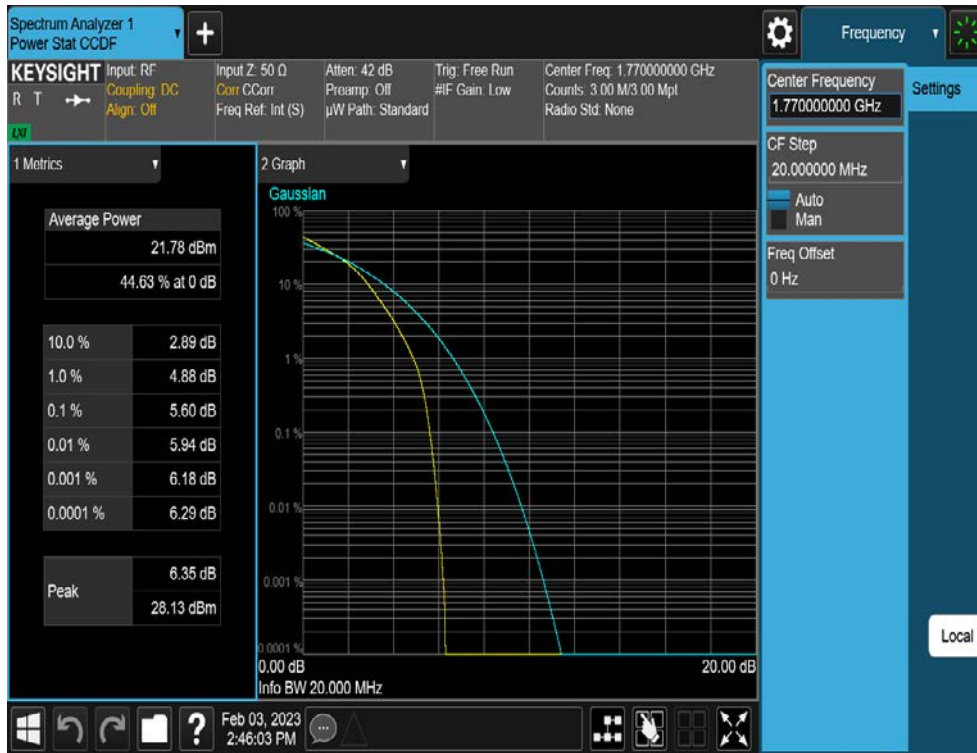 Spectrum Analyzer 1
Power Stat CCDF
+
Frequency
KEYSIGHT
R T
LXI
Input: RF
Coupling: DC
Align: Off
Input Z: 50 Ω
Corr CCorr
Freq Ref: Int (S)
Atten: 42 dB
Preamp: Off
µW Path: Standard
Trig: Free Run
#IF Gain: Low
Center Freq: 1.770000000 GHz
Counts: 3.00 M/3.00 Mpt
Radio Std: None
Center Frequency
1.770000000 GHz
Settings
CF Step
20.000000 MHz
Auto
Man
Freq Offset
0 Hz
Local
1 Metrics
Average Power
21.78 dBm
44.63 % at 0 dB
10.0 % 2.89 dB
1.0 % 4.88 dB
0.1 % 5.60 dB
0.01 % 5.94 dB
0.001 % 6.18 dB
0.0001 % 6.29 dB
Peak 6.35 dB
28.13 dBm
2 Graph
Gaussian
100 %
10 %
1 %
0.1 %
0.01 %
0.001 %
0.0001 %
0.00 dB 20.00 dB
Info BW 20.000 MHz
?
Feb 03, 2023
2:46:03 PM